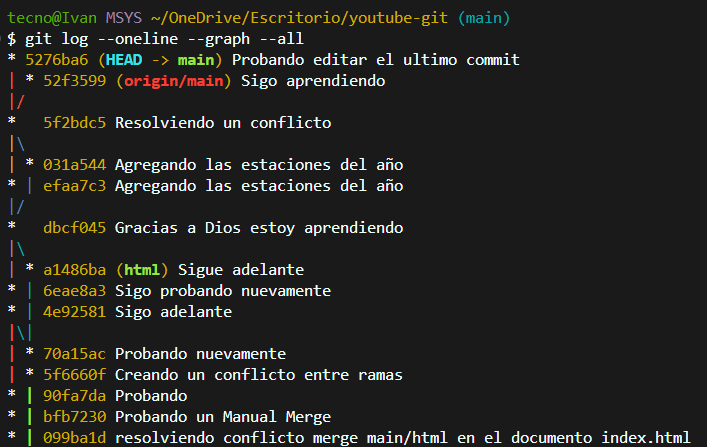 tecno@Ivan MSYS ~/OneDrive/Escritorio/youtube-git (main)
$ git log --oneline --graph --all
* 5276ba6 (HEAD -> main) Probando editar el ultimo commit
| * 52f3599 (origin/main) Sigo aprendiendo
|/
*   5f2bdc5 Resolviendo un conflicto
|\
| * 031a544 Agregando las estaciones del año
* | efaa7c3 Agregando las estaciones del año
|/
*   dbcf045 Gracias a Dios estoy aprendiendo
|\
| * a1486ba (html) Sigue adelante
* | 6eae8a3 Sigo probando nuevamente
* | 4e92581 Sigo adelante
|\|
| * 70a15ac Probando nuevamente
| * 5f6660f Creando un conflicto entre ramas
* | 90fa7da Probando
* | bfb7230 Probando un Manual Merge
* | 099ba1d resolviendo conflicto merge main/html en el documento index.html